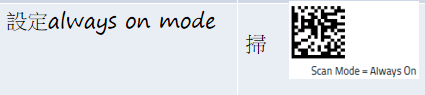 設定always on mode
掃
Scan Mode = Always On